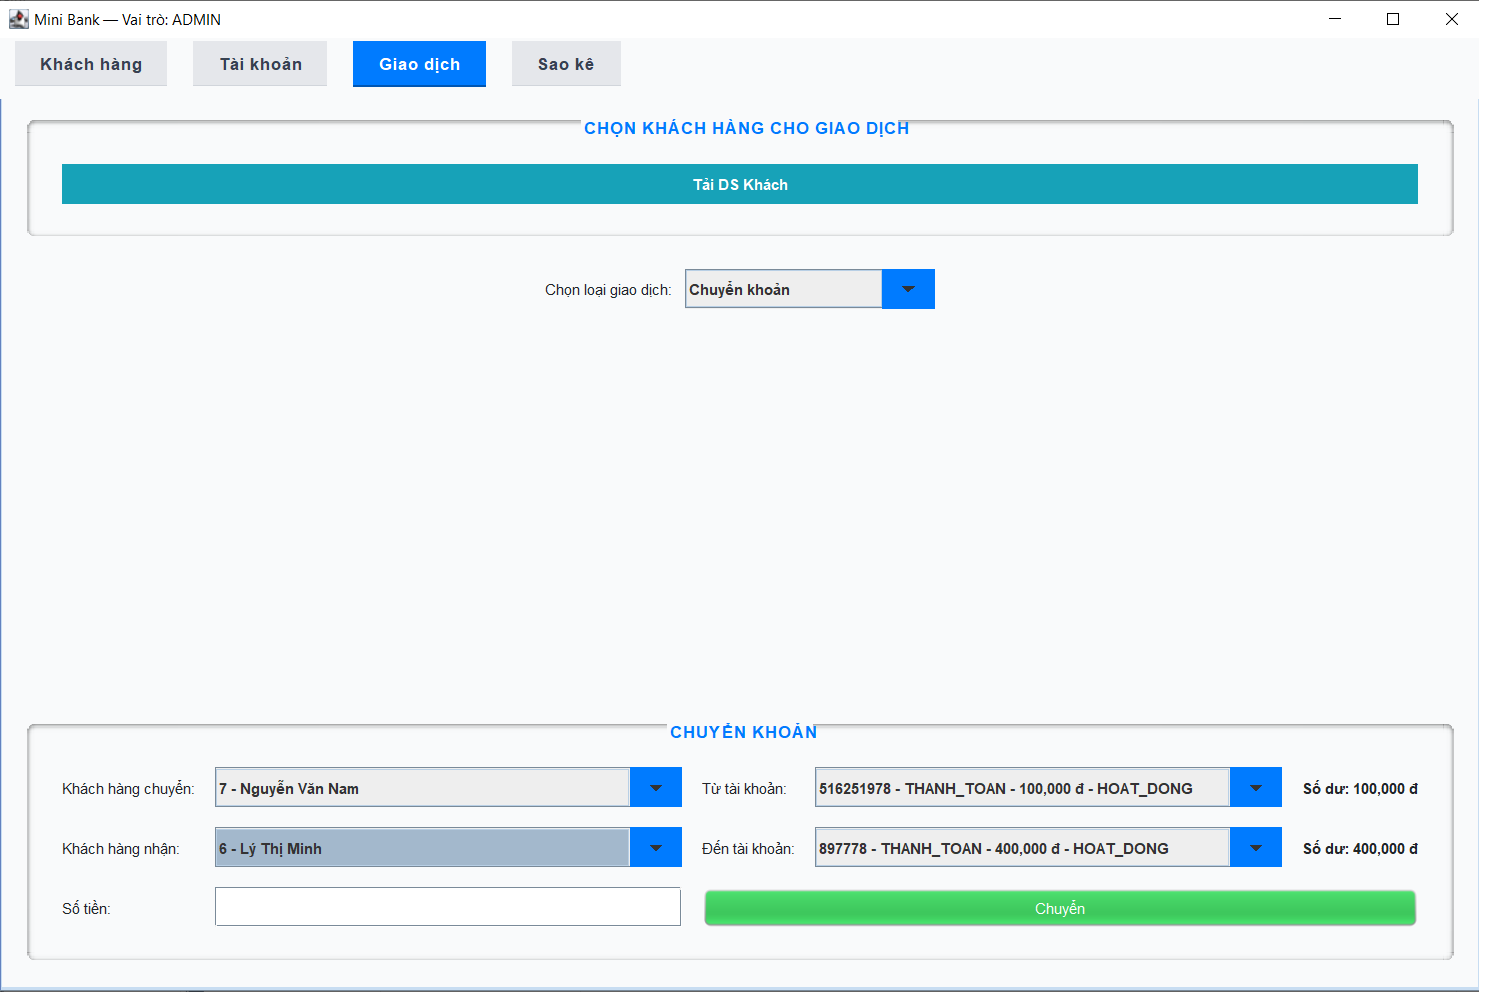 Mini Bank — Vai trò: ADMIN
Khách hàng Tài khoản Giao dịch Sao kê
CHỌN KHÁCH HÀNG CHO GIAO DỊCH
Tải DS Khách
Chọn loại giao dịch: Chuyển khoản
CHUYỂN KHOẢN
Khách hàng chuyển: 7 - Nguyễn Văn Nam Từ tài khoản: 516251978 - THANH_TOAN - 100,000 đ - HOAT_DONG Số dư: 100,000 đ
Khách hàng nhận: 6 - Lý Thị Minh Đến tài khoản: 897778 - THANH_TOAN - 400,000 đ - HOAT_DONG Số dư: 400,000 đ
Số tiền: Chuyển